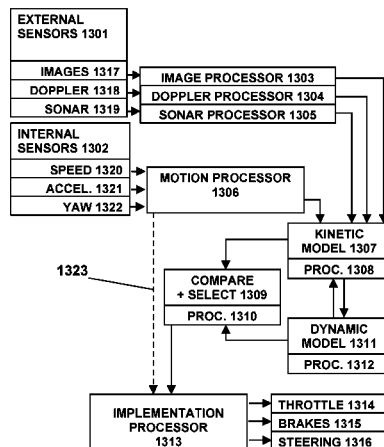 EXTERNAL
SENSORS 1301
IMAGES 1317
DOPPLER 1318
SONAR 1319
IMAGE PROCESSOR 1303
DOPPLER PROCESSOR 1304
SONAR PROCESSOR 1305
INTERNAL
SENSORS 1302
SPEED 1320
ACCEL. 1321
YAW 1322
MOTION PROCESSOR
1306
KINETIC MODEL 1307
PROC. 1308
1323
COMPARE
+ SELECT 1309
PROC. 1310
DYNAMIC
MODEL 1311
PROC. 1312
IMPLEMENTATION
PROCESSOR
1313
THROTTLE 1314
BRAKES 1315
STEERING 1316